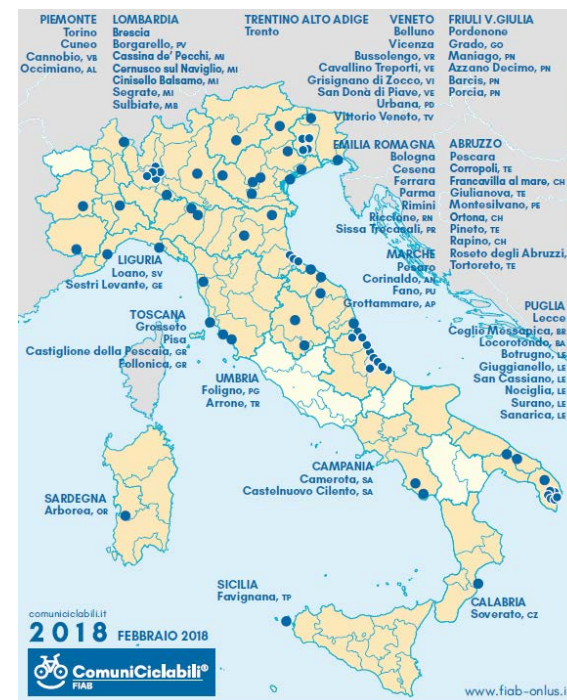 PIEMONTE
Torino
Cuneo
Cannobio, VB
Occimiano, AL
LOMBARDIA
Brescia
Borgarello, PV
Cassina de' Pecchi, MI
Cernusco sul Naviglio, MI
Cinisello Balsamo, MI
Segrate, MI
Sulbiate, MB
TRENTINO ALTO ADIGE
Trento
VENETO
Belluno
Vicenza
Bussolengo, VR
Cavallino Treporti, VE
Grisignano di Zocco, VI
San Donà di Piave, VE
Urbana, PD
Vittorio Veneto, TV
FRIULI V.GIULIA
Pordenone
Grado, GO
Maniago, PN
Azzano Decimo, PN
Barcis, PN
Porcia, PN
EMILIA ROMAGNA
Bologna
Cesena
Ferrara
Parma
Rimini
Riccione, RN
Sissa Trecasali, PR
ABRUZZO
Pescara
Corropoli, TE
Francavilla al mare, CH
Giulianova, TE
Montesilvano, PE
Ortona, CH
Pineto, TE
Rapino, CH
Roseto degli Abruzzi,
Tortoreto, TE
LIGURIA
Loano, SV
Sestri Levante, GE
MARCHE
Pesaro
Corinaldo, AN
Fano, PU
Grottammare, AP
TOSCANA
Grosseto
Pisa
Castiglione della Pescaia, GR
Follonica, GR
PUGLIA
Lecce
Ceglie Messapica, BR
Locorotondo, BA
Botrugno, LE
Giuggianello, LE
San Cassiano, LE
Nociglia, LE
Surano, LE
Sanarica, LE
UMBRIA
Foligno, PG
Arrone, TR
CAMPANIA
Camerota, SA
Castelnuovo Cilento, SA
SARDEGNA
Arborea, OR
SICILIA
Favignana, TP
CALABRIA
Soverato, CZ
comuniciclabili.it
2018 FEBBRAIO 2018
ComuniCiclabili®
FIAB
www.fiab-onlus.i